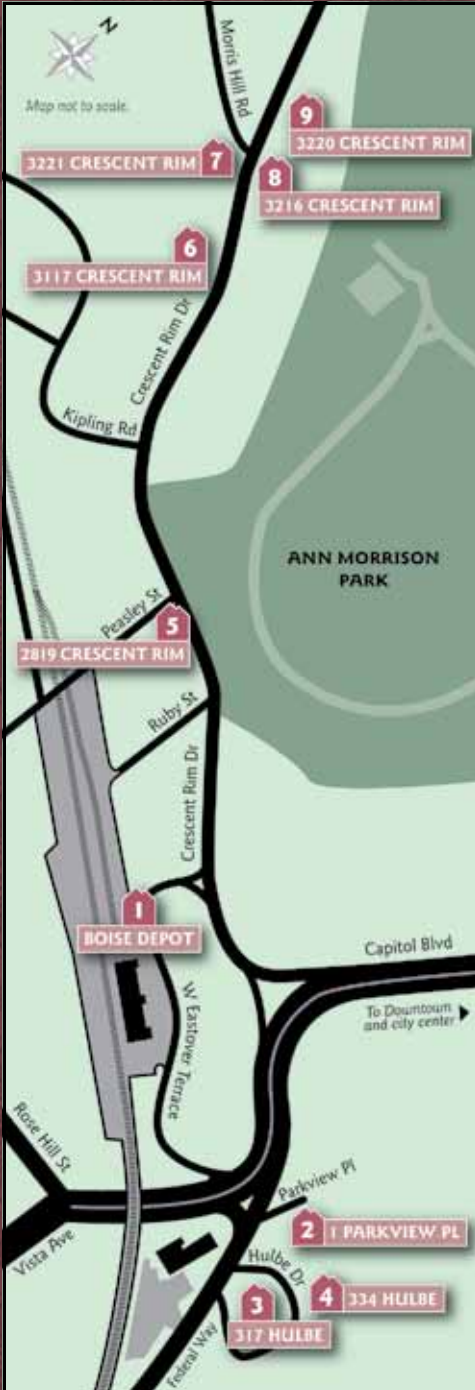 N
Map not to scale.
Morris Hill Rd
9
3220 CRESCENT RIM
3221 CRESCENT RIM 7
8
3216 CRESCENT RIM
6
3117 CRESCENT RIM
Crescent Rim Dr
Kipling Rd
ANN MORRISON
PARK
Peasley St
5
2819 CRESCENT RIM
Ruby St
Crescent Rim Dr
1
BOISE DEPOT
Capitol Blvd
To Downtown
and city center
W Eastover Terrace
Rose Hill St
Vista Ave
Parkview Pl
2 1 PARKVIEW PL
Hulbe Dr
4 334 HULBE
3
317 HULBE
Federal Way